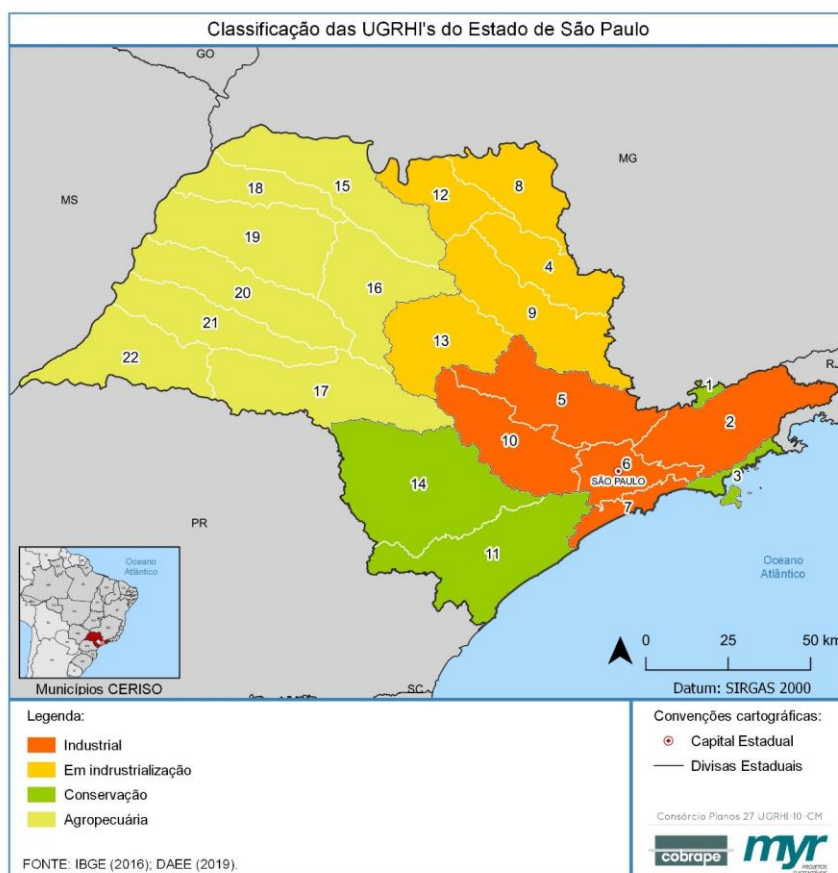 Classificação das UGRHI's do Estado de São Paulo
GO
MG
MS
15
8
18
12
19
4
16
20
9
21
13
22
1
RJ
17
5
2
10
6
SÃO PAULO
3
14
7
11
PR
Oceano
Atlântico
Oceano
Atlântico
0 25 50 km
Municípios CERISO
SC
Datum: SIRGAS 2000
Legenda:
Industrial
Em indrustrialização
Conservação
Agropecuária
FONTE: IBGE (2016); DAEE (2019).
Convenções cartográficas:
Capital Estadual
Divisas Estaduais
Consórcio Planos 27 UGRHI-10-CM
cobrape
myr
PROJETOS